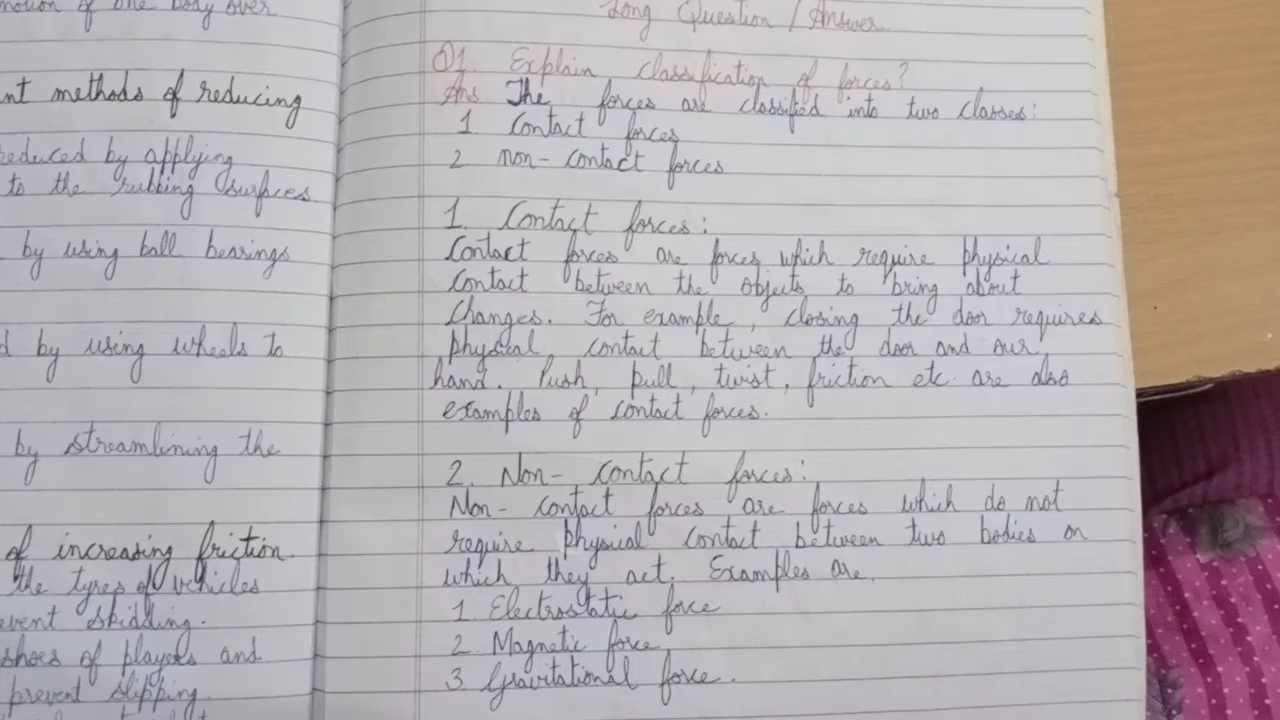 motion of one body over
nt methods of reducing
reduced by applying
to the rubbing surfaces
by using ball bearings
d by using wheels to
by streamlining the
of increasing friction.
the tyres of vehicles
event skidding.
shoes of players and
prevent slipping.
Long Question / Answer
Q1 Explain classification of forces?
Ans The forces are classified into two classes:
1 Contact forces
2 non-contact forces
1. Contact forces:
Contact forces are forces which require physical
contact between the objects to bring about
changes. For example, closing the door requires
physical contact between the door and our
hand. Push, pull, twist, friction etc. are also
examples of contact forces.
2. Non-contact forces:
Non-contact forces are forces which do not
require physical contact between two bodies on
which they act. Examples are.
1. Electrostatic force
2. Magnetic force
3. Gravitational force.